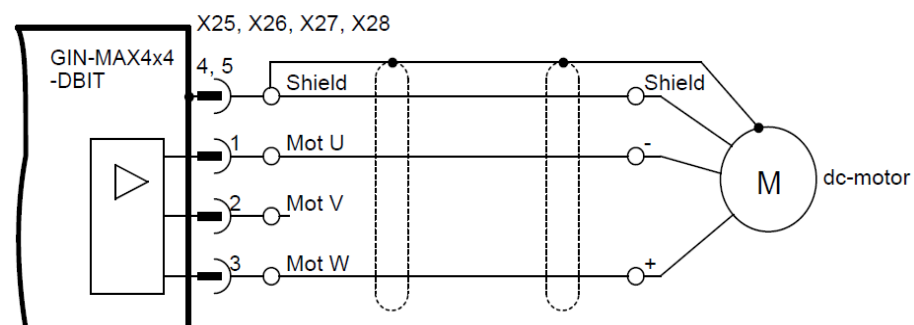 X25, X26, X27, X28
GIN-MAX4x4
-DBIT
4, 5
Shield
Shield
1
Mot U
-
2
Mot V
M
dc-motor
3
Mot W
+